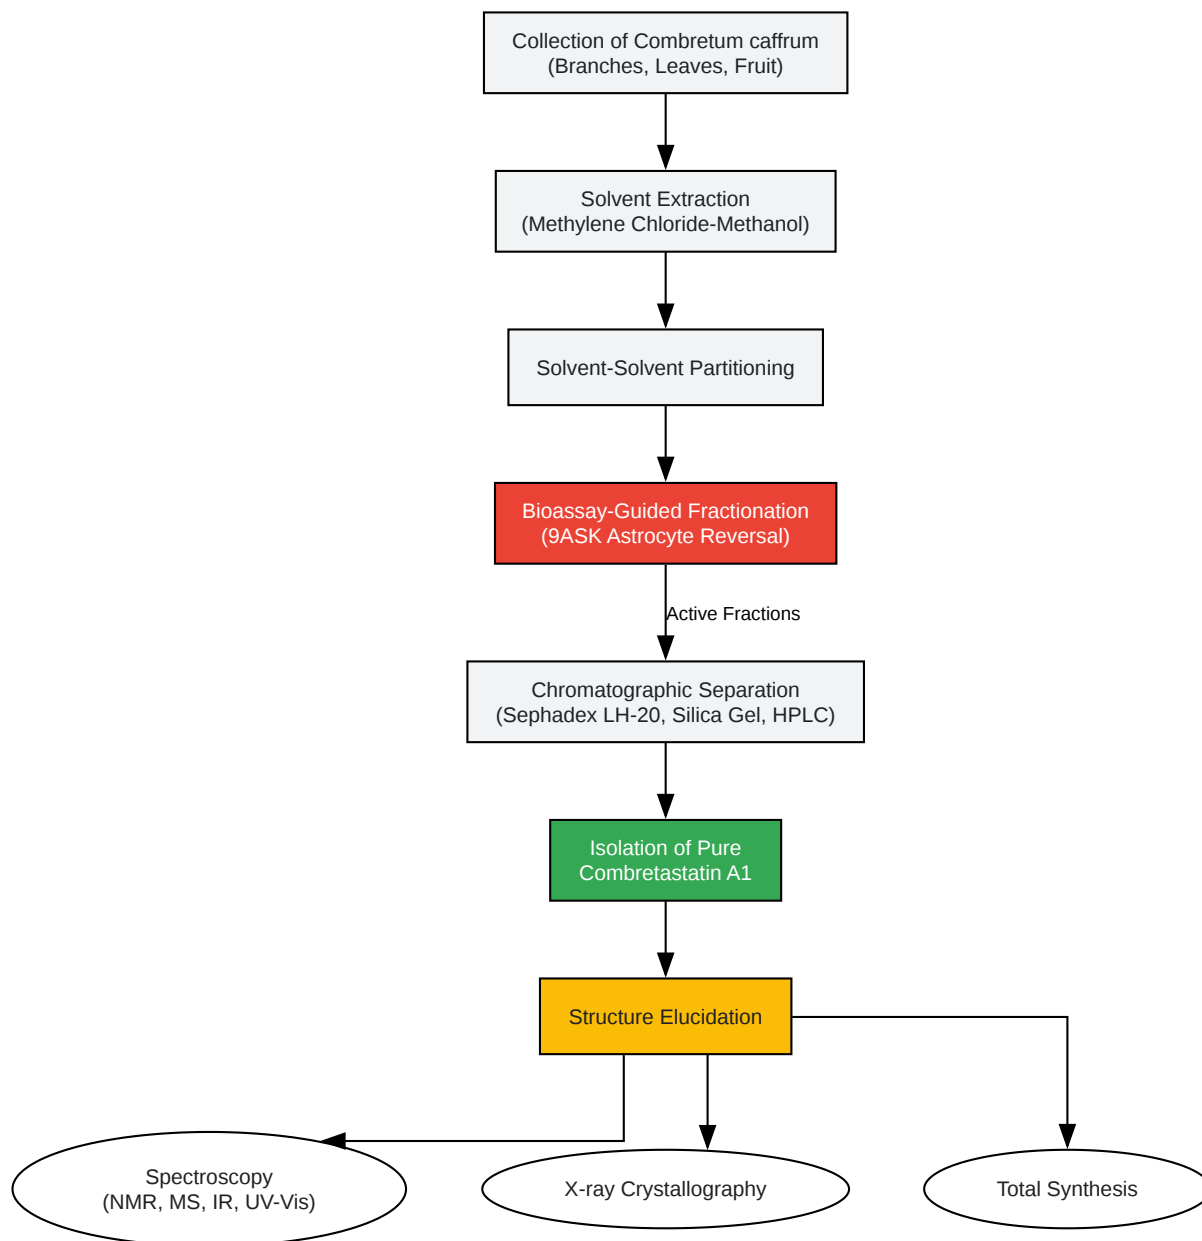 Collection of Combretum caffrum
(Branches, Leaves, Fruit)
Solvent Extraction
(Methylene Chloride-Methanol)
Solvent-Solvent Partitioning
Bioassay-Guided Fractionation
(9ASK Astrocyte Reversal)
Active Fractions
Chromatographic Separation
(Sephadex LH-20, Silica Gel, HPLC)
Isolation of Pure
Combretastatin A1
Structure Elucidation
Spectroscopy
(NMR, MS, IR, UV-Vis)
X-ray Crystallography
Total Synthesis